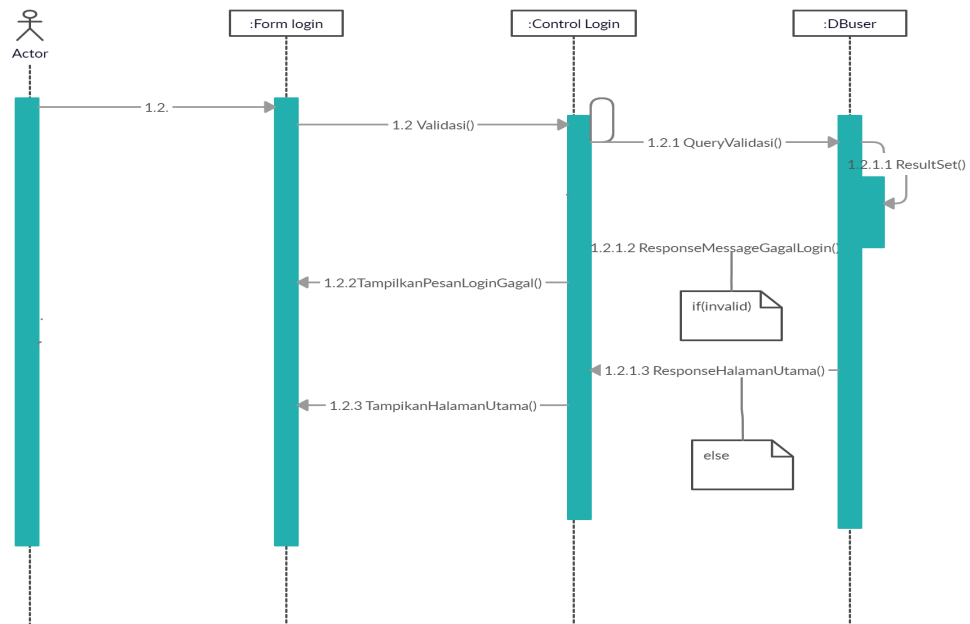 :Form login
:Control Login
:DBuser
Actor
1.2.
1.2 Validasi()
1.2.1 QueryValidasi()
1.2.1.1 ResultSet()
1.2.1.2 ResponseMessageGagalLogin()
1.2.2TampilkanPesanLoginGagal()
if(invalid)
1.2.1.3 ResponseHalamanUtama()
1.2.3 TampikanHalamanUtama()
else